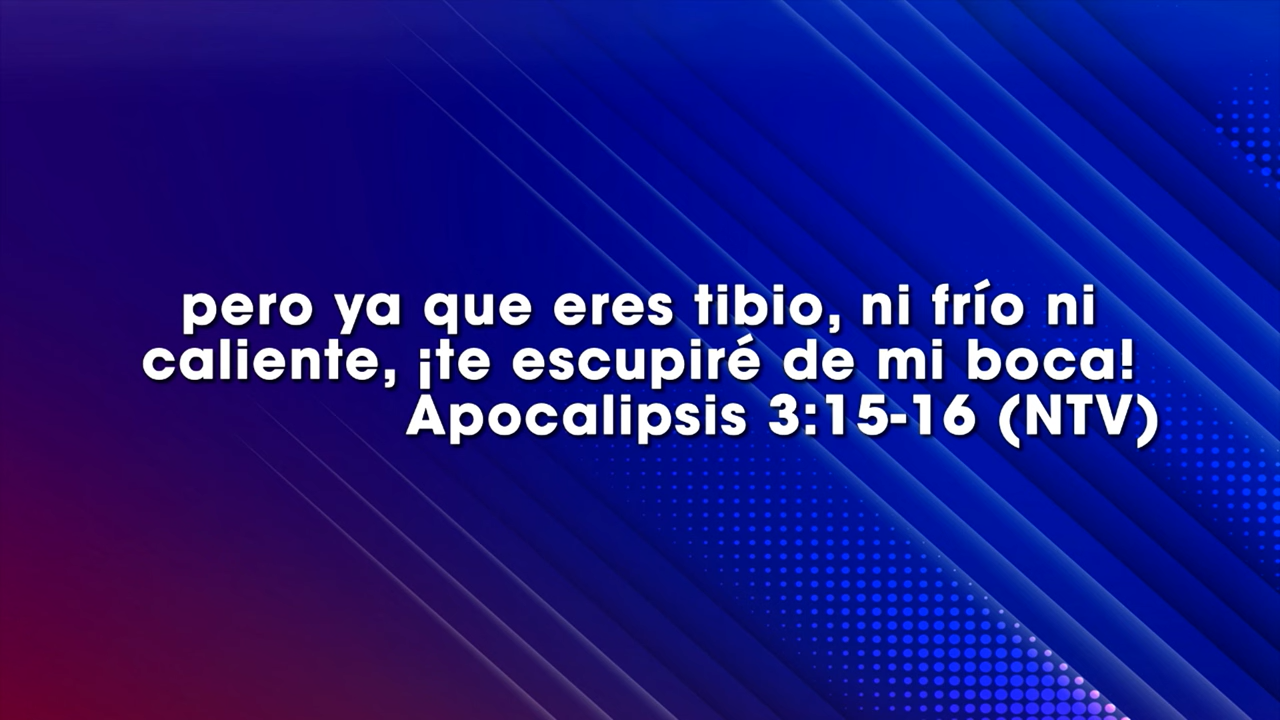 pero ya que eres tibio, ni frío ni
caliente, ¡te escupiré de mi boca!
Apocalipsis 3:15-16 (NTV)